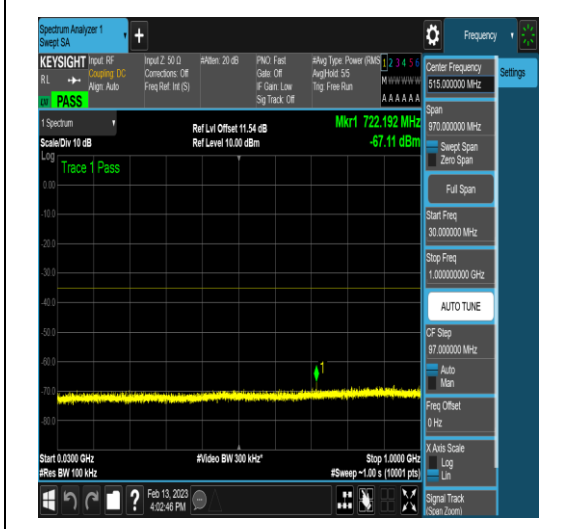 Spectrum Analyzer 1
Swept SA
+
Frequency
KEYSIGHT
RL
Input: RF
Coupling: DC
Align: Auto
Input Z: 50 Ω
Corrections: Off
Freq Ref: Int (S)
#Atten: 20 dB
PNO: Fast
Gate: Off
IF Gain: Low
Sig Track: Off
#Avg Type: Power (RMS
Avg|Hold: 5/5
Trig: Free Run
1 2 3 4 5 6
M W W W W W
A A A A A A
PASS
1 Spectrum
Scale/Div 10 dB
Ref Lvl Offset 11.54 dB
Ref Level 10.00 dBm
Mkr1 722.192 MHz
-67.11 dBm
Log
Trace 1 Pass
0.00
-10.0
-20.0
-30.0
-40.0
-50.0
-60.0
-70.0
-80.0
1
Start 0.0300 GHz
#Res BW 100 kHz
#Video BW 300 kHz*
Stop 1.0000 GHz
#Sweep ~1.00 s (10001 pts)
Center Frequency
515.000000 MHz
Settings
Span
970.000000 MHz
Swept Span
Zero Span
Full Span
Start Freq
30.000000 MHz
Stop Freq
1.000000000 GHz
AUTO TUNE
CF Step
97.000000 MHz
Auto
Man
Freq Offset
0 Hz
X Axis Scale
Log
Lin
Signal Track
(Span Zoom)
?
Feb 13, 2023
4:02:46 PM